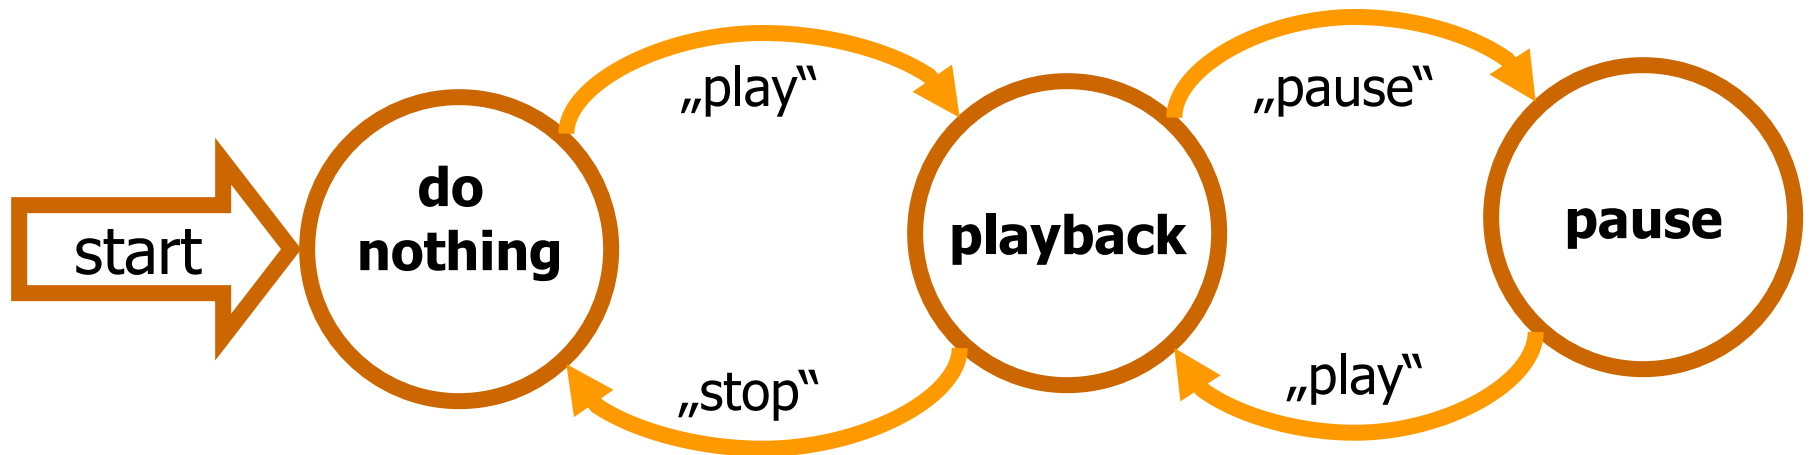 start
do
nothing
„play“
„stop“
playback
„pause“
„play“
pause